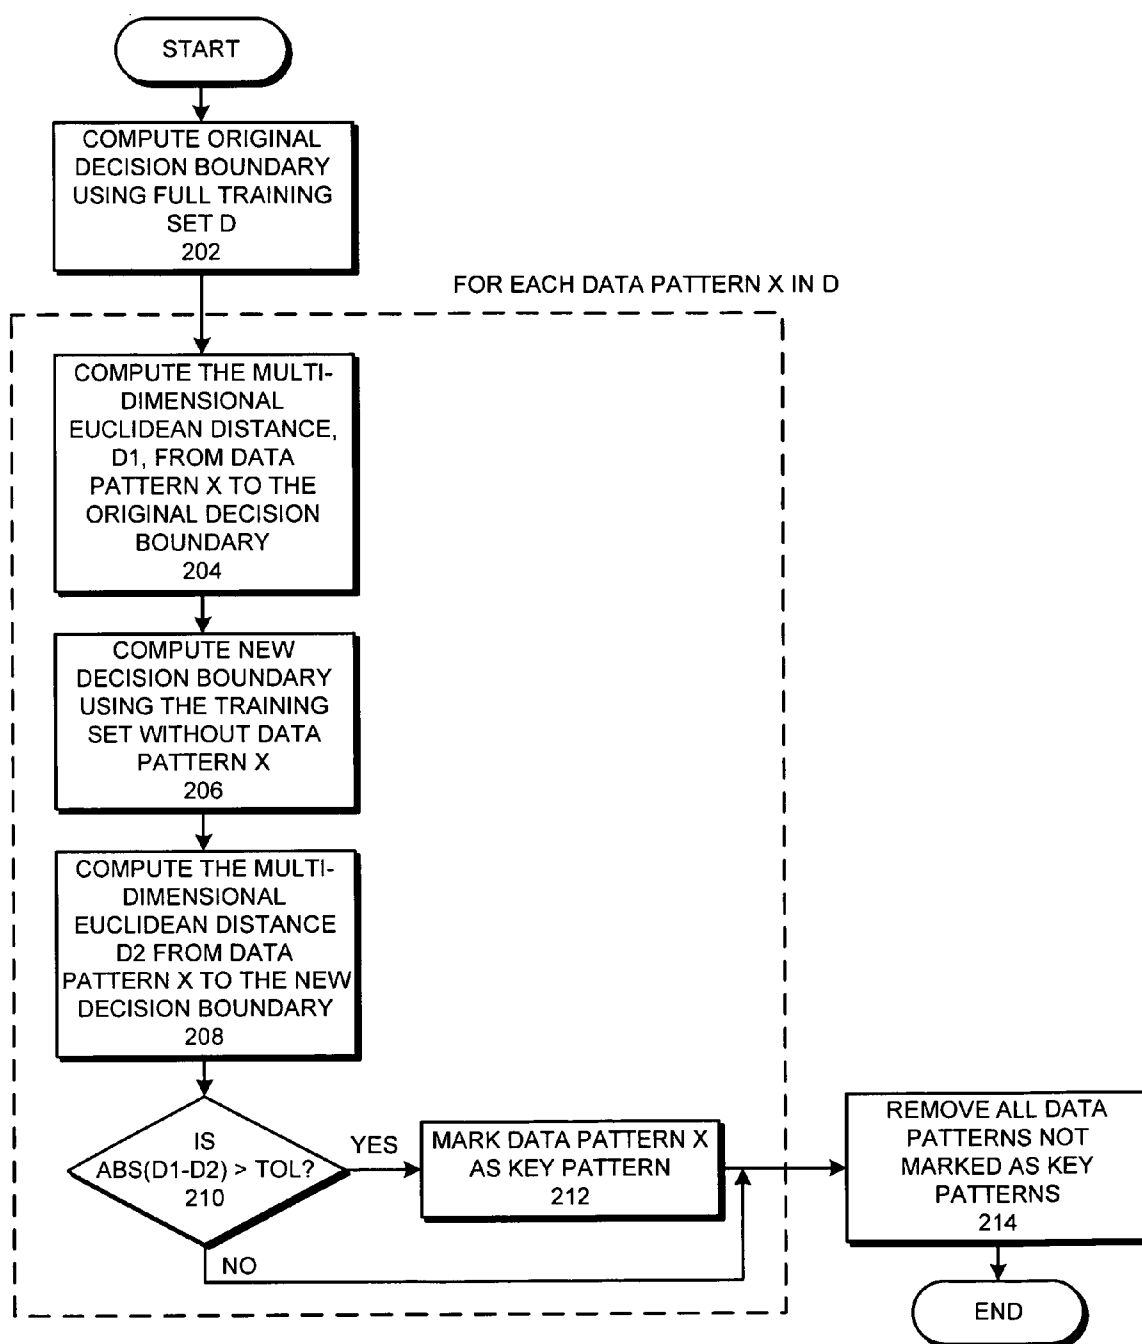 START
COMPUTE ORIGINAL
DECISION BOUNDARY
USING FULL TRAINING
SET D
202
FOR EACH DATA PATTERN X IN D
COMPUTE THE MULTI-
DIMENSIONAL
EUCLIDEAN DISTANCE,
D1, FROM DATA
PATTERN X TO THE
ORIGINAL DECISION
BOUNDARY
204
COMPUTE NEW
DECISION BOUNDARY
USING THE TRAINING
SET WITHOUT DATA
PATTERN X
206
COMPUTE THE MULTI-
DIMENSIONAL
EUCLIDEAN DISTANCE
D2 FROM DATA
PATTERN X TO THE NEW
DECISION BOUNDARY
208
IS
ABS(D1-D2) > TOL?
210
YES
NO
MARK DATA PATTERN X
AS KEY PATTERN
212
REMOVE ALL DATA
PATTERNS NOT
MARKED AS KEY
PATTERNS
214
END